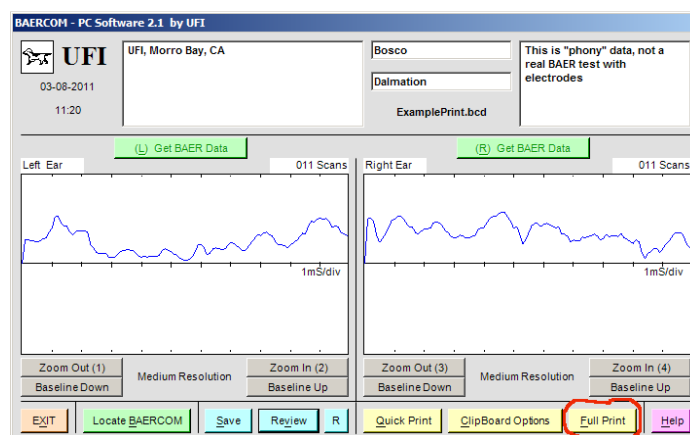 BAERCOM - PC Software 2.1 by UFI
UFI
03-08-2011
11:20
UFI, Morro Bay, CA
Bosco
Dalmation
ExamplePrint.bcd
This is "phony" data, not a
real BAER test with
electrodes
(L) Get BAER Data
(R) Get BAER Data
Left Ear
011 Scans
Right Ear
011 Scans
1mS/div
1mS/div
Zoom Out (1)
Baseline Down
Medium Resolution
Zoom In (2)
Baseline Up
Zoom Out (3)
Baseline Down
Medium Resolution
Zoom In (4)
Baseline Up
EXIT
Locate BAERCOM
Save
Review
R
Quick Print
ClipBoard Options
Full Print
Help